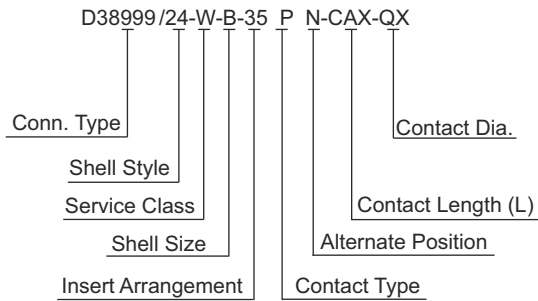 D38999/24-W-B-35 P N-CAX-QX
Conn. Type
Contact Dia.
Shell Style
Service Class
Contact Length (L)
Shell Size
Alternate Position
Insert Arrangement
Contact Type